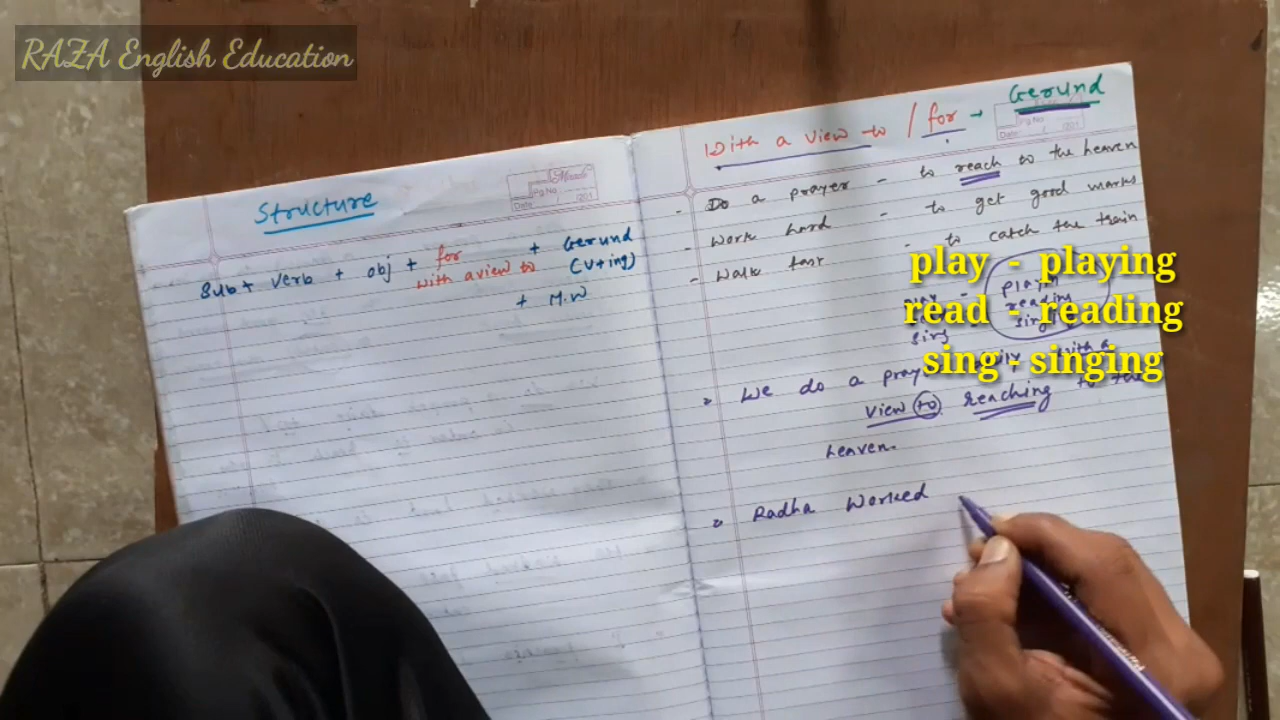 RAZA English Education
Structure
Sub + verb + obj + for + Gerund
with a view to (V+ing)
+ M.W
With a view to / for → Gerund
- Do a prayer - to reach to the heaven
- Work hard - to get good marks
- Walk fast - to catch the train
play - playing
read - reading
sing - singing
» We do a prayer with a
view to reaching to the
heaven.
» Radha Worked